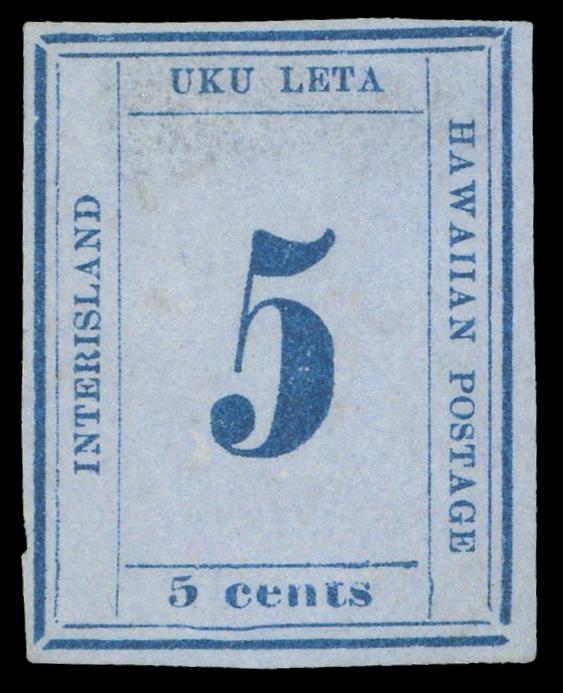 UKU LETA
INTERISLAND
5
HAWAIIAN POSTAGE
5 cents